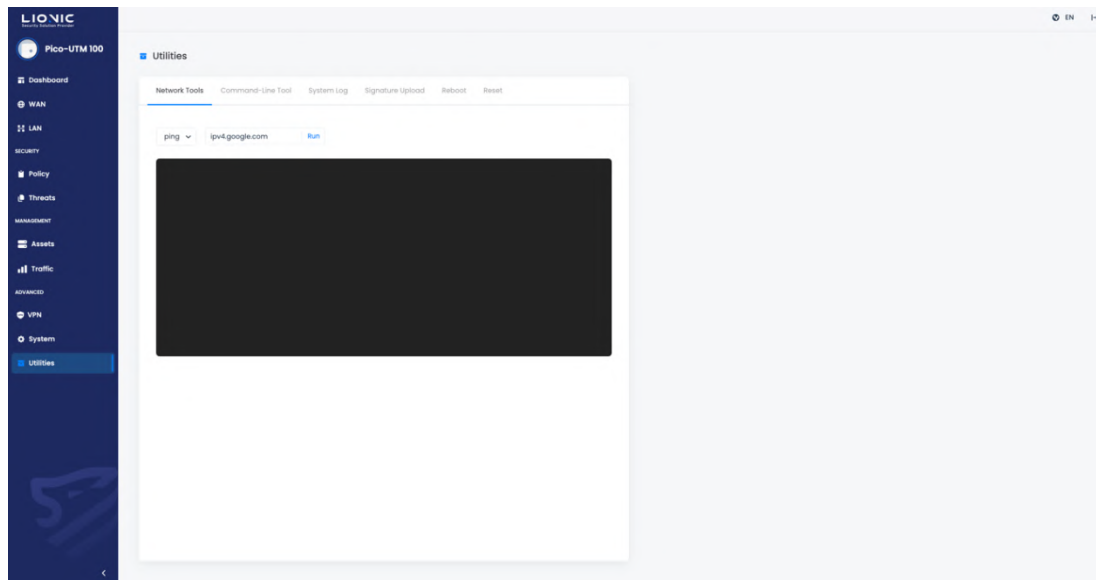 LIONIC
Security Solution Provider
EN
Pico-UTM 100
Utilities
Dashboard
WAN
LAN
SECURITY
Policy
Threats
MANAGEMENT
Assets
Traffic
ADVANCED
VPN
System
Utilities
Network Tools Command-Line Tool System Log Signature Upload Reboot Reset
ping ipv4.google.com Run